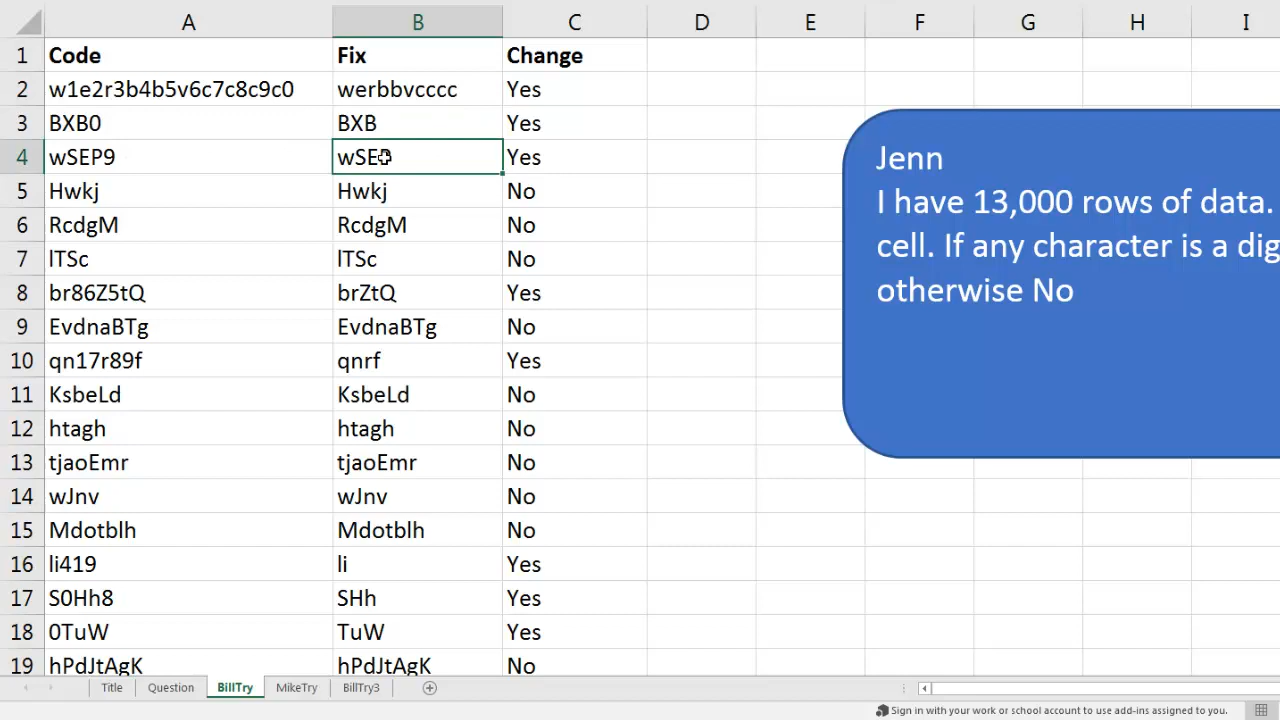 A B C D E F G H I
1 Code Fix Change
2 w1e2r3b4b5v6c7c8c9c0 werbbvcccc Yes
3 BXB0 BXB Yes
4 wSEP9 wSEP Yes
5 Hwkj Hwkj No
6 RcdgM RcdgM No
7 lTSc lTSc No
8 br86Z5tQ brZtQ Yes
9 EvdnaBTg EvdnaBTg No
10 qn17r89f qnrf Yes
11 KsbeLd KsbeLd No
12 htagh htagh No
13 tjaoEmr tjaoEmr No
14 wJnv wJnv No
15 Mdotblh Mdotblh No
16 li419 li Yes
17 S0Hh8 SHh Yes
18 0TuW TuW Yes
19 hPdJtAgK hPdJtAgK No
Jenn
I have 13,000 rows of data.
cell. If any character is a dig
otherwise No
Title Question BillTry MikeTry BillTry3
Sign in with your work or school account to use add-ins assigned to you.